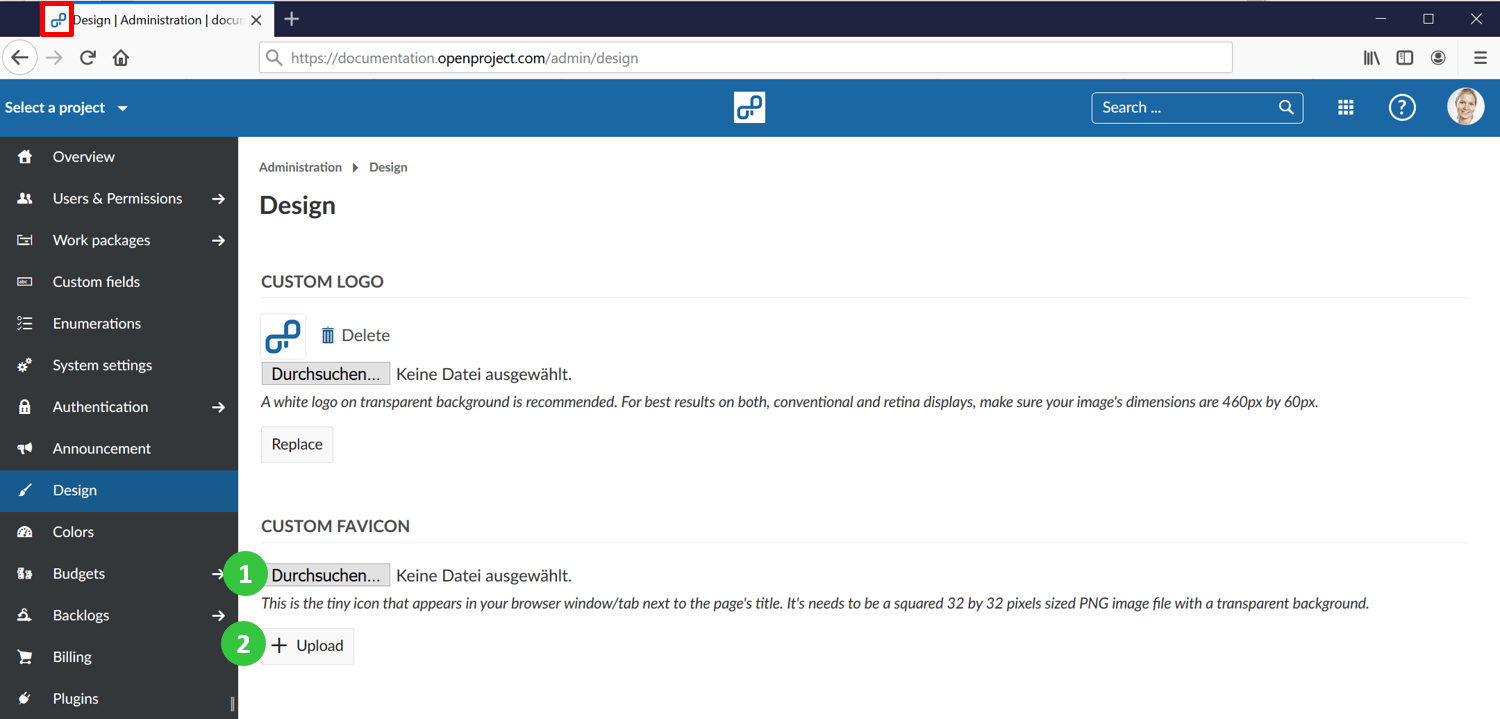 Design | Administration | docu
https://documentation.openproject.com/admin/design
Select a project
Search ...
?
Overview
Users & Permissions
Work packages
Custom fields
Enumerations
System settings
Authentication
Announcement
Design
Colors
Budgets
Backlogs
Billing
Plugins
Administration Design
Design
CUSTOM LOGO
Delete
Durchsuchen... Keine Datei ausgewählt.
A white logo on transparent background is recommended. For best results on both, conventional and retina displays, make sure your image's dimensions are 460px by 60px.
Replace
CUSTOM FAVICON
1 Durchsuchen... Keine Datei ausgewählt.
This is the tiny icon that appears in your browser window/tab next to the page's title. It's needs to be a squared 32 by 32 pixels sized PNG image file with a transparent background.
2 + Upload